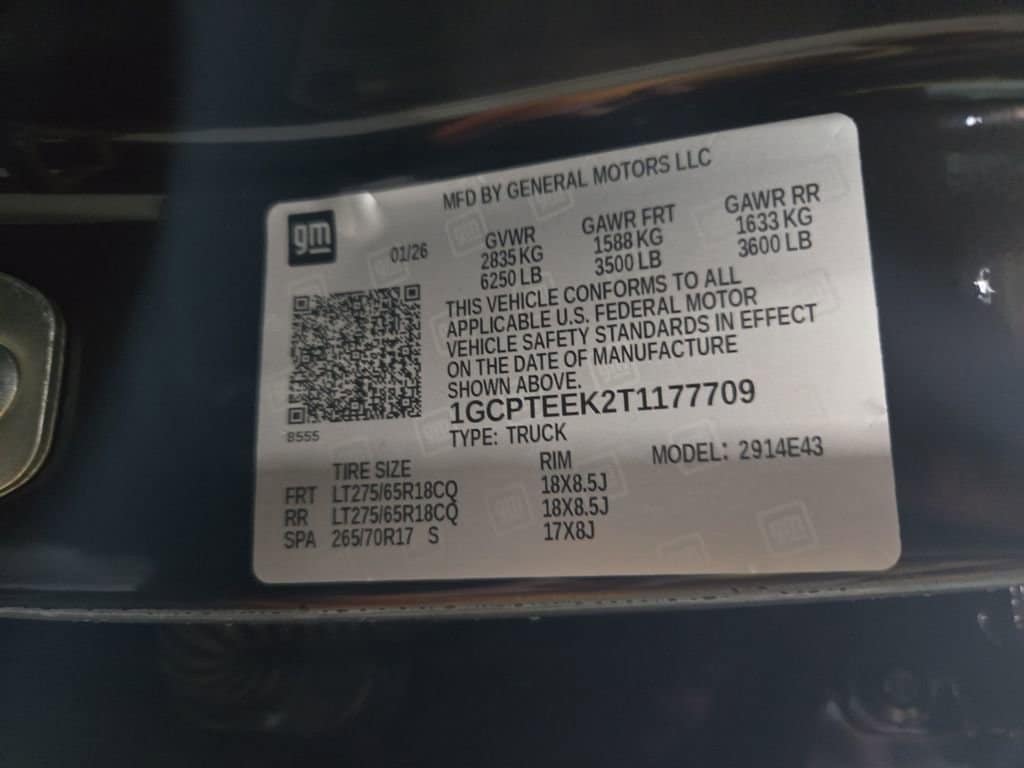 MFD BY GENERAL MOTORS LLC
gm
01/26
GVWR GAWR FRT GAWR RR
2835 KG 1588 KG 1633 KG
6250 LB 3500 LB 3600 LB
THIS VEHICLE CONFORMS TO ALL
APPLICABLE U.S. FEDERAL MOTOR
VEHICLE SAFETY STANDARDS IN EFFECT
ON THE DATE OF MANUFACTURE
SHOWN ABOVE.
1GCPTEEK2T1177709
8555
TYPE: TRUCK
TIRE SIZE RIM MODEL: 2914E43
FRT LT275/65R18CQ 18X8.5J
RR LT275/65R18CQ 18X8.5J
SPA 265/70R17 S 17X8J